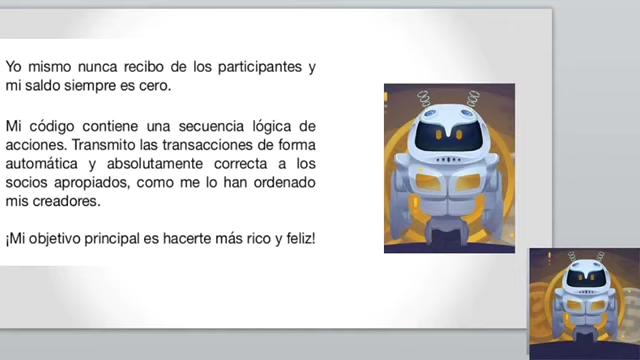 Yo mismo nunca recibo de los participantes y
mi saldo siempre es cero.
Mi código contiene una secuencia lógica de
acciones. Transmito las transacciones de forma
automática y absolutamente correcta a los
socios apropiados, como me lo han ordenado
mis creadores.
¡Mi objetivo principal es hacerte más rico y feliz!